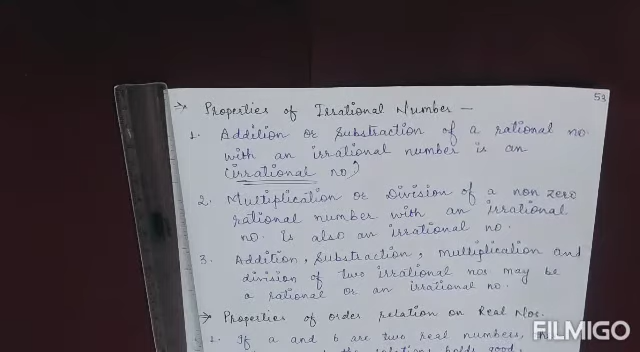 53
→ Properties of Irrational Number —
1. Addition or Substraction of a rational no.
with an irrational number is an
(irrational no)
2. Multiplication or Division of a non zero
rational number with an irrational
no. Is also an irrational no.
3. Addition, Substraction, multiplication and
division of two irrational nos may be
a rational or an irrational no.
→ Properties of order relation on Real Nos.
1. If a and b are two real numbers,
relations holds good.
FILMIGO